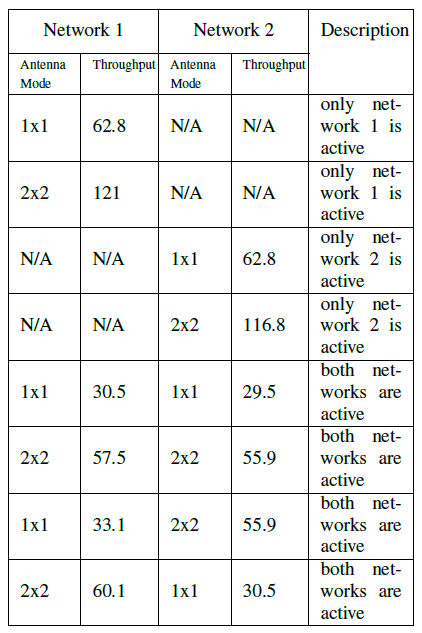 Network 1 Network 2 Description
Antenna Mode Throughput Antenna Mode Throughput
1x1 62.8 N/A N/A only net-
work 1 is
active
2x2 121 N/A N/A only net-
work 1 is
active
N/A N/A 1x1 62.8 only net-
work 2 is
active
N/A N/A 2x2 116.8 only net-
work 2 is
active
1x1 30.5 1x1 29.5 both net-
works are
active
2x2 57.5 2x2 55.9 both net-
works are
active
1x1 33.1 2x2 55.9 both net-
works are
active
2x2 60.1 1x1 30.5 both net-
works are
active